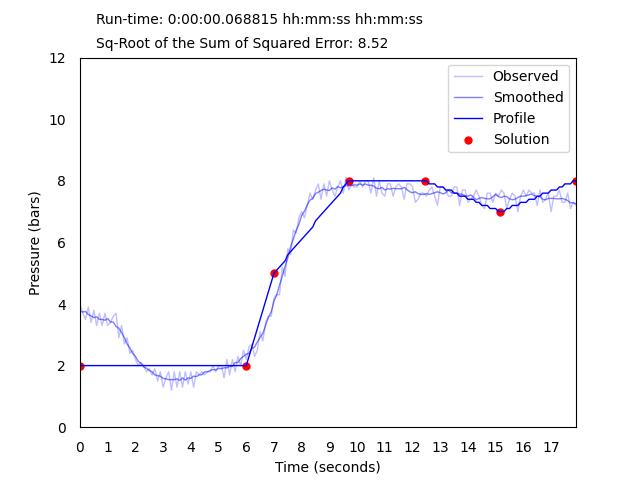 Run-time: 0:00:00.068815 hh:mm:ss hh:mm:ss
Sq-Root of the Sum of Squared Error: 8.52
12
10
8
6
4
2
0
Pressure (bars)
Observed
Smoothed
Profile
Solution
0 1 2 3 4 5 6 7 8 9 10 11 12 13 14 15 16 17
Time (seconds)